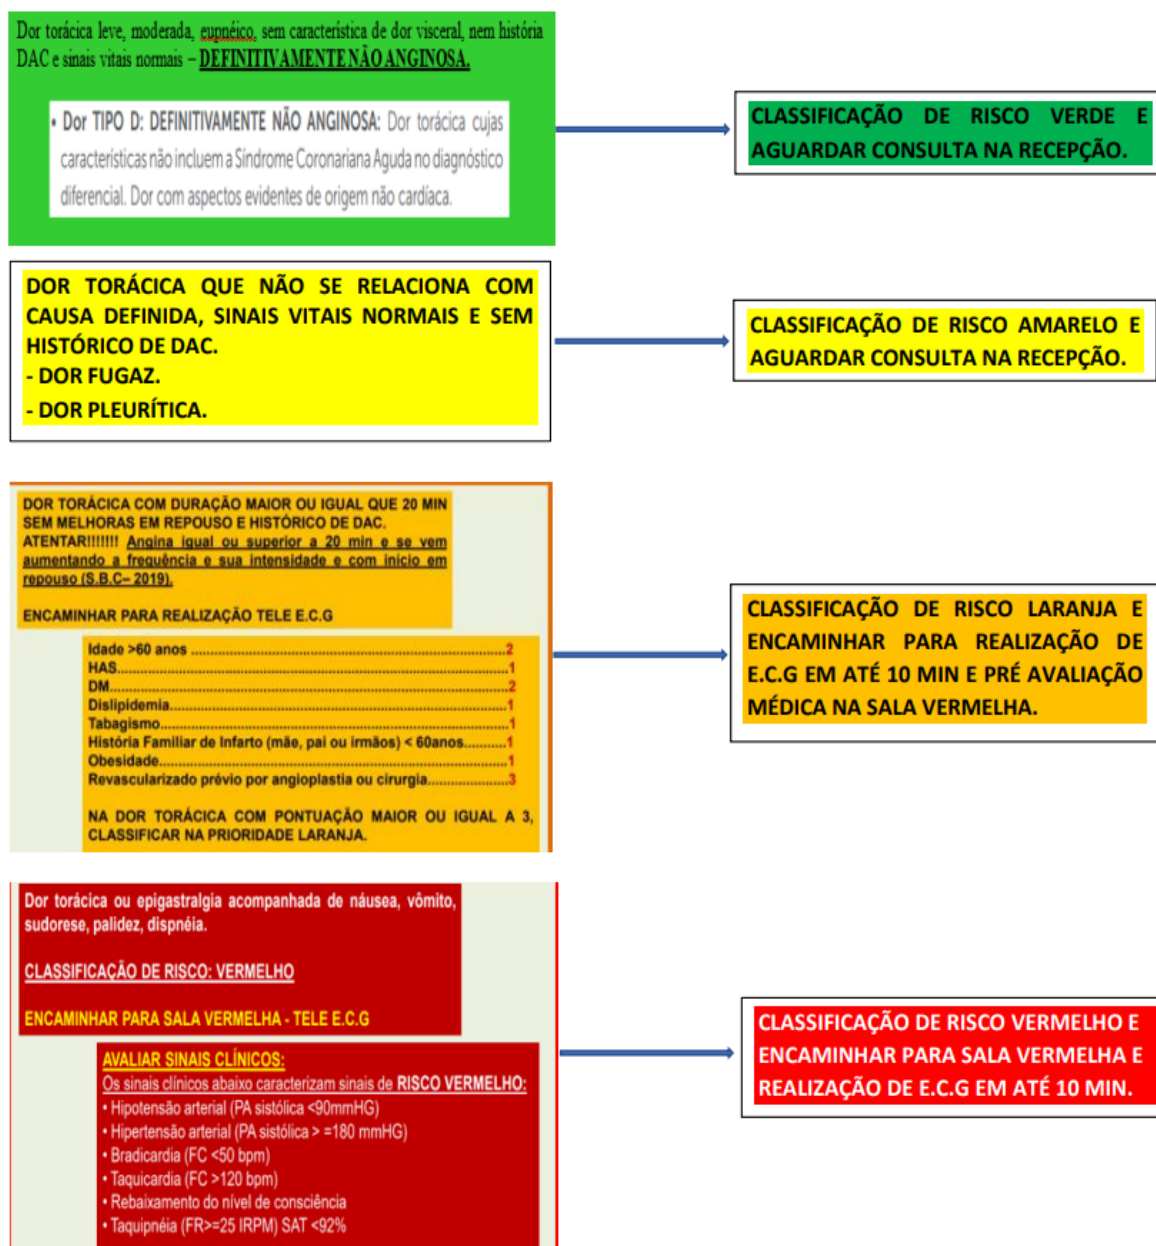 Dor torácica leve, moderada, eupnéico, sem característica de dor visceral, nem história
DAC e sinais vitais normais – DEFINITIVAMENTE NÃO ANGINOSA.
• Dor TIPO D: DEFINITIVAMENTE NÃO ANGINOSA: Dor torácica cujas
características não incluem a Síndrome Coronariana Aguda no diagnóstico
diferencial. Dor com aspectos evidentes de origem não cardíaca.
CLASSIFICAÇÃO DE RISCO VERDE E
AGUARDAR CONSULTA NA RECEPÇÃO.
DOR TORÁCICA QUE NÃO SE RELACIONA COM
CAUSA DEFINIDA, SINAIS VITAIS NORMAIS E SEM
HISTÓRICO DE DAC.
- DOR FUGAZ.
- DOR PLEURÍTICA.
CLASSIFICAÇÃO DE RISCO AMARELO E
AGUARDAR CONSULTA NA RECEPÇÃO.
DOR TORÁCICA COM DURAÇÃO MAIOR OU IGUAL QUE 20 MIN
SEM MELHORAS EM REPOUSO E HISTÓRICO DE DAC.
ATENTAR!!!!!!! Angina igual ou superior a 20 min e se vem
aumentando a frequência e sua intensidade e com inicio em
repouso (S.B.C– 2019).
ENCAMINHAR PARA REALIZAÇÃO TELE E.C.G
Idade >60 anos ........................................................................2
HAS.........................................................................................1
DM...........................................................................................2
Dislipidemia.............................................................................1
Tabagismo...............................................................................1
História Familiar de Infarto (mãe, pai ou irmãos) < 60anos...........1
Obesidade................................................................................1
Revascularizado prévio por angioplastia ou cirurgia...................3
NA DOR TORÁCICA COM PONTUAÇÃO MAIOR OU IGUAL A 3,
CLASSIFICAR NA PRIORIDADE LARANJA.
CLASSIFICAÇÃO DE RISCO LARANJA E
ENCAMINHAR PARA REALIZAÇÃO DE
E.C.G EM ATÉ 10 MIN E PRÉ AVALIAÇÃO
MÉDICA NA SALA VERMELHA.
Dor torácica ou epigastralgia acompanhada de náusea, vômito,
sudorese, palidez, dispnéia.
CLASSIFICAÇÃO DE RISCO: VERMELHO
ENCAMINHAR PARA SALA VERMELHA - TELE E.C.G
AVALIAR SINAIS CLÍNICOS:
Os sinais clínicos abaixo caracterizam sinais de RISCO VERMELHO:
• Hipotensão arterial (PA sistólica <90mmHG)
• Hipertensão arterial (PA sistólica > =180 mmHG)
• Bradicardia (FC <50 bpm)
• Taquicardia (FC >120 bpm)
• Rebaixamento do nível de consciência
• Taquipnéia (FR>=25 IRPM) SAT <92%
CLASSIFICAÇÃO DE RISCO VERMELHO E
ENCAMINHAR PARA SALA VERMELHA E
REALIZAÇÃO DE E.C.G EM ATÉ 10 MIN.